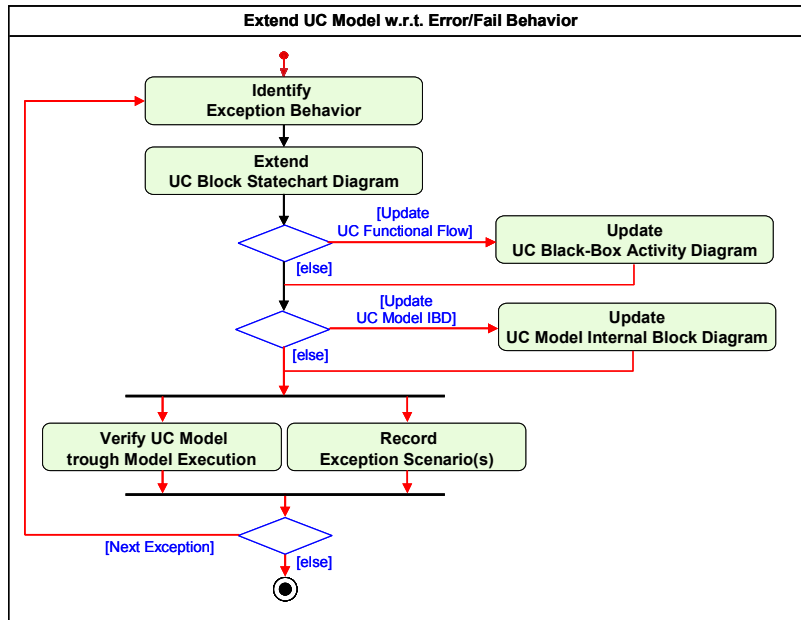 Extend UC Model w.r.t. Error/Fail Behavior
Identify
Exception Behavior
Extend
UC Block Statechart Diagram
[Update
UC Functional Flow]
Update
UC Black-Box Activity Diagram
[else]
[Update
UC Model IBD]
Update
UC Model Internal Block Diagram
[else]
Verify UC Model
trough Model Execution
Record
Exception Scenario(s)
[Next Exception]
[else]